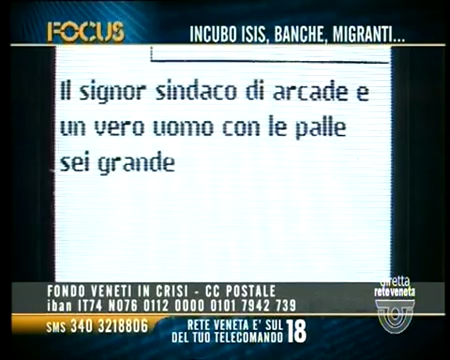 FOCUS
INCUBO ISIS, BANCHE, MIGRANTI...
Il signor sindaco di arcade e
un vero uomo con le palle
sei grande
diretta
reteveneta
FONDO VENETI IN CRISI - CC POSTALE
iban IT74 N076 0112 0000 0101 7942 739
SMS 340 3218806
RETE VENETA E' SUL
DEL TUO TELECOMANDO
18